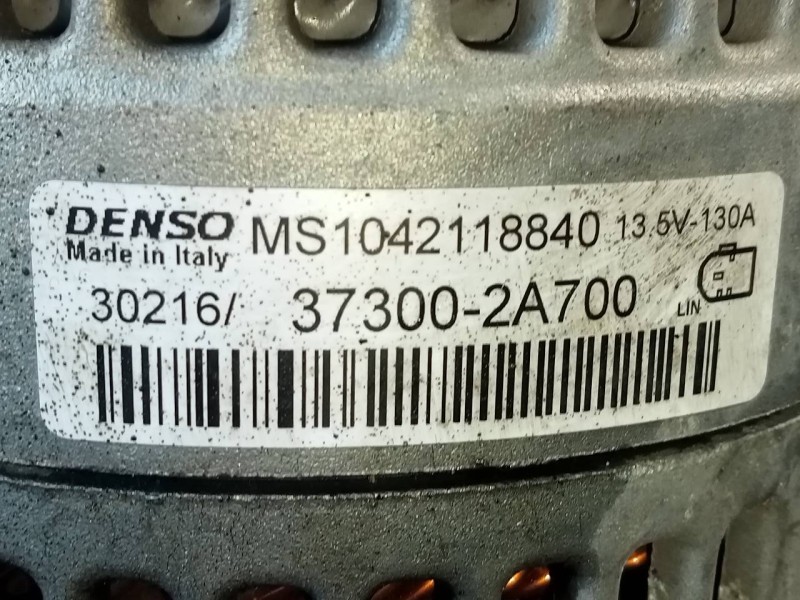 DENSO MS1042118840 13.5V-130A
Made in Italy
30216/ 37300-2A700
LIN